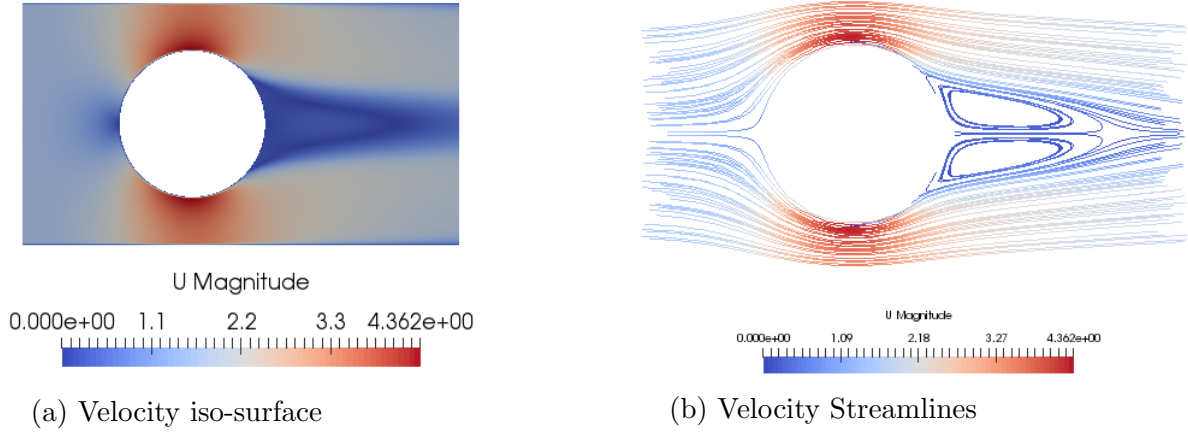 U Magnitude
0.000e+00 1.1 2.2 3.3 4.362e+00
(a) Velocity iso-surface
U Magnitude
0.000e+00 1.09 2.18 3.27 4.362e+00
(b) Velocity Streamlines